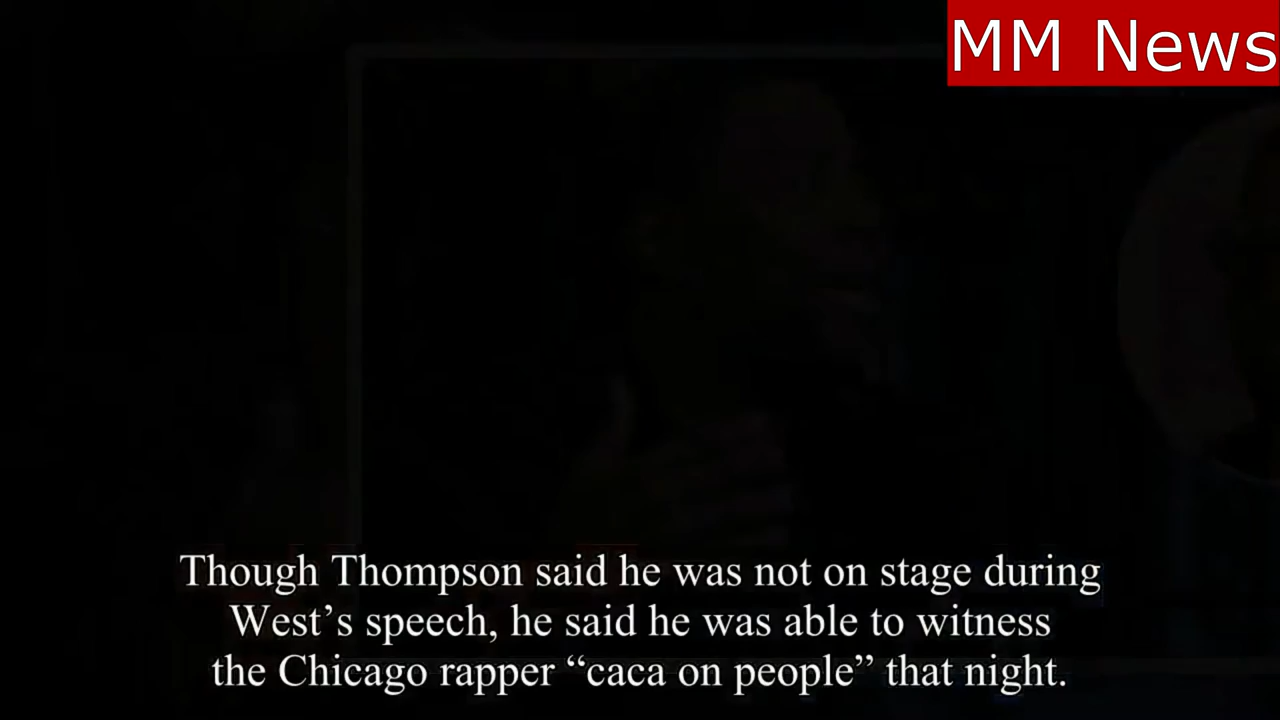 MM News
Though Thompson said he was not on stage during
West’s speech, he said he was able to witness
the Chicago rapper “caca on people” that night.